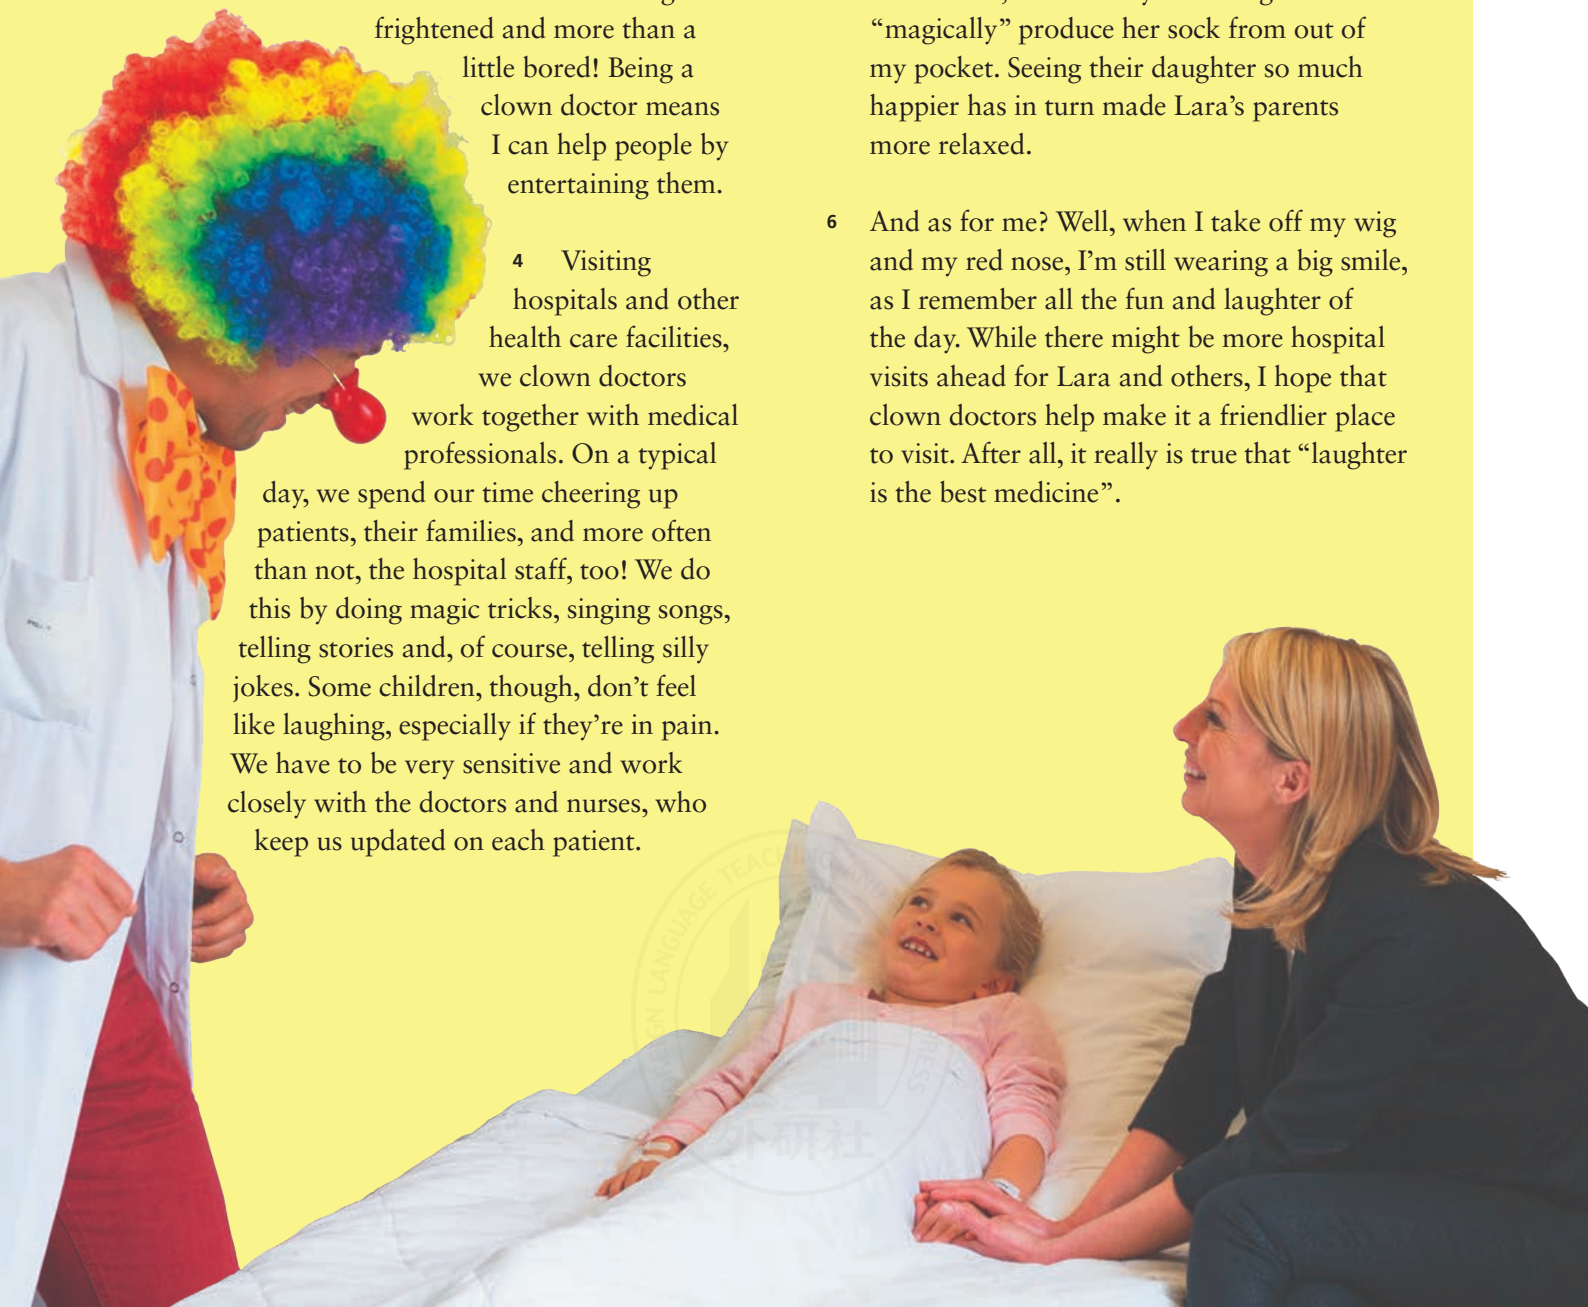 frightened and more than a
little bored! Being a
clown doctor means
I can help people by
entertaining them.
4 Visiting
hospitals and other
health care facilities,
we clown doctors
work together with medical
professionals. On a typical
day, we spend our time cheering up
patients, their families, and more often
than not, the hospital staff, too! We do
this by doing magic tricks, singing songs,
telling stories and, of course, telling silly
jokes. Some children, though, don’t feel
like laughing, especially if they’re in pain.
We have to be very sensitive and work
closely with the doctors and nurses, who
keep us updated on each patient.
“magically” produce her sock from out of
my pocket. Seeing their daughter so much
happier has in turn made Lara’s parents
more relaxed.
6 And as for me? Well, when I take off my wig
and my red nose, I’m still wearing a big smile,
as I remember all the fun and laughter of
the day. While there might be more hospital
visits ahead for Lara and others, I hope that
clown doctors help make it a friendlier place
to visit. After all, it really is true that “laughter
is the best medicine”.
LANGUAGE TEACHING
PRESS
外研社